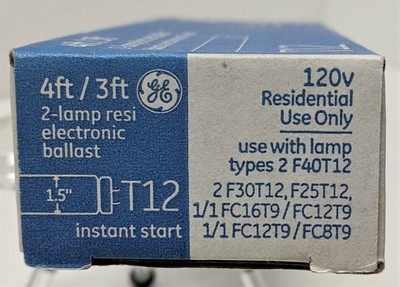 4ft / 3ft
GE
2-lamp resi
electronic
ballast
1.5"
T12
instant start
120v
Residential
Use Only
use with lamp
types 2 F40T12
2 F30T12, F25T12,
1/1 FC16T9 / FC12T9
1/1 FC12T9 / FC8T9